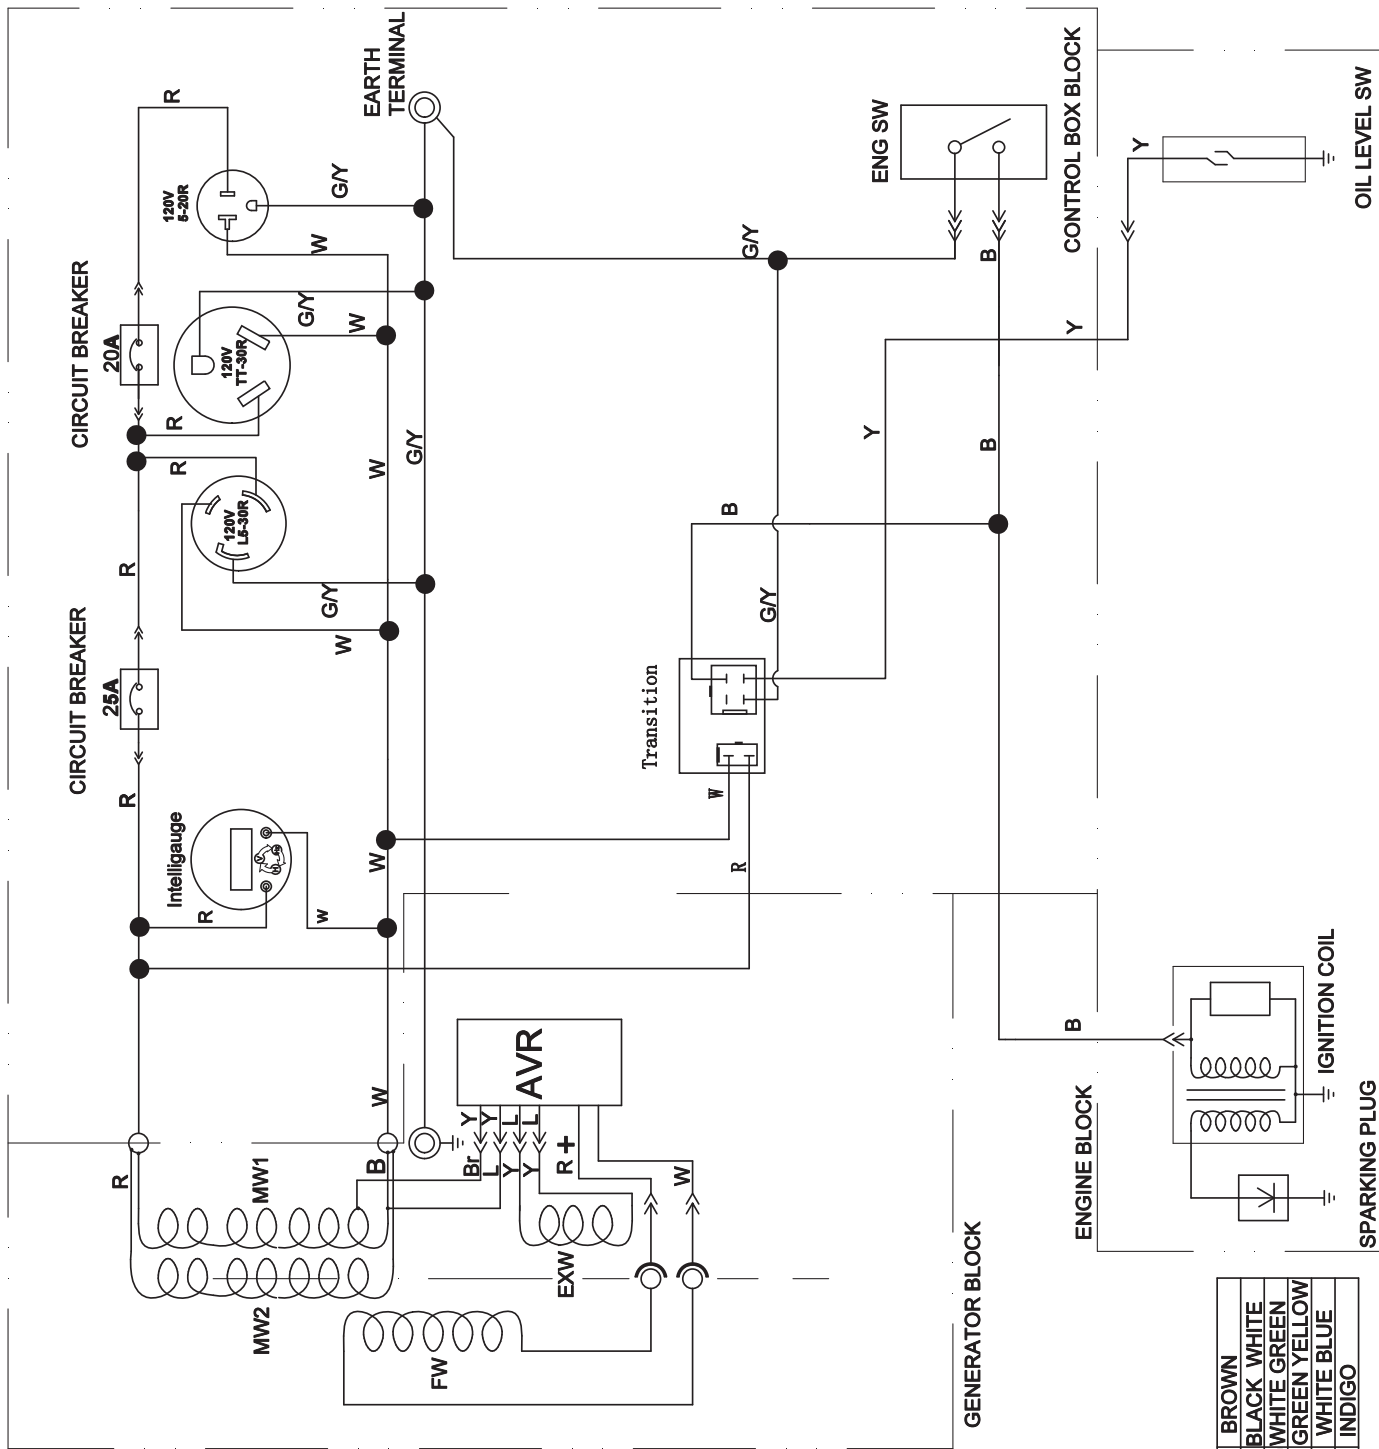 EARTH
TERMINAL
R
120V
5-20R
G/Y
W
CIRCUIT BREAKER
20A
120V
TT-30R
G/Y
W
R
R
120V
L5-30R
W
G/Y
R
G/Y
W
CIRCUIT BREAKER
25A
R
Intelligauge
V
R
w
W
ENG SW
CONTROL BOX BLOCK
OIL LEVEL SW
Y
G/Y
B
Y
Y
B
B
G/Y
Transition
W
R
AVR
W
Y
Y
L
L
Br
L
Y
Y
R +
W
R
B
MW1
MW2
EXW
FW
GENERATOR BLOCK
ENGINE BLOCK
B
IGNITION COIL
SPARKING PLUG
BROWN
BLACK WHITE
WHITE GREEN
GREEN YELLOW
WHITE BLUE
INDIGO